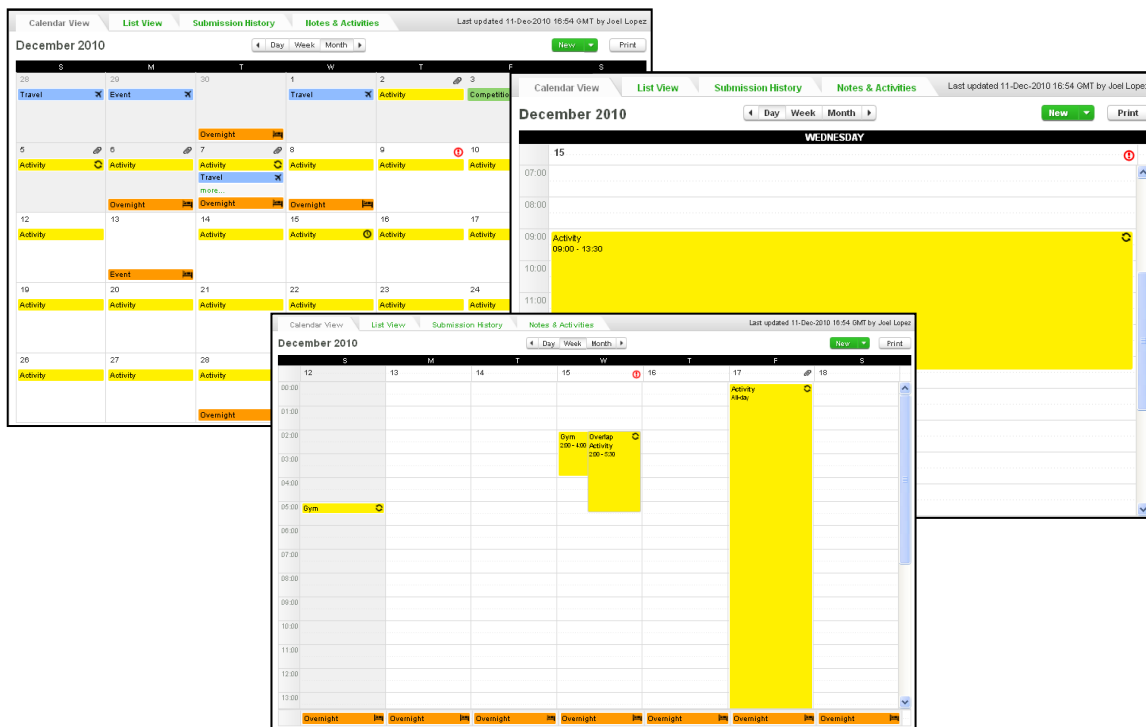 Calendar View List View Submission History Notes & Activities Last updated 11-Dec-2010 16:54 GMT by Joel Lopez
December 2010 Day Week Month New Print
S M T W T F S
28 29 30 1 2 3
Travel Event Travel Activity Competitio
Overnight
5 6 7 8 9 10
Activity Activity Activity Activity Activity Activity
Travel
more...
Overnight Overnight Overnight
12 13 14 15 16 17
Activity Activity Activity Activity Activity
Event
19 20 21 22 23 24
Activity Activity Activity Activity Activity Activity
26 27 28
Activity Activity Activity
Overnight
Calendar View List View Submission History Notes & Activities Last updated 11-Dec-2010 16:54 GMT by Joel Lopez
December 2010 Day Week Month New Print
WEDNESDAY
15
07:00
08:00
09:00 Activity
09:00 - 13:30
10:00
11:00
Calendar View List View Submission History Notes & Activities Last updated 11-Dec-2010 16:54 GMT by Joel Lopez
December 2010 Day Week Month New Print
S M T W T F S
12 13 14 15 16 17 18
00:00 Activity
All-day
01:00
02:00 Gym Overlap
2:00 - 4:00 Activity
2:00 - 5:30
03:00
04:00
05:00 Gym
06:00
07:00
08:00
09:00
10:00
11:00
12:00
13:00
Overnight Overnight Overnight Overnight Overnight Overnight Overnight